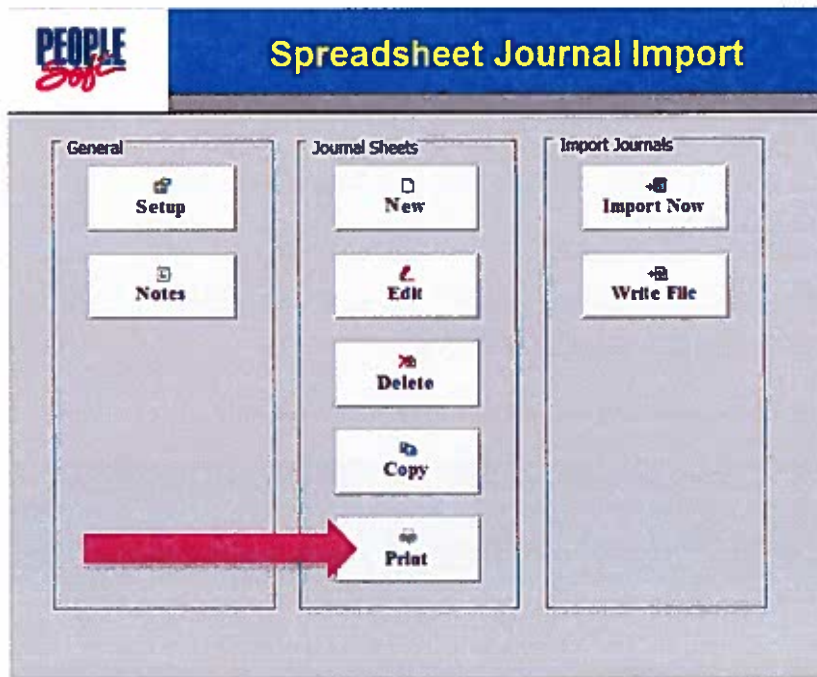 PEOPLE
Soft
Spreadsheet Journal Import
General
Setup
Notes
Journal Sheets
New
Edit
Delete
Copy
Print
Import Journals
Import Now
Write File